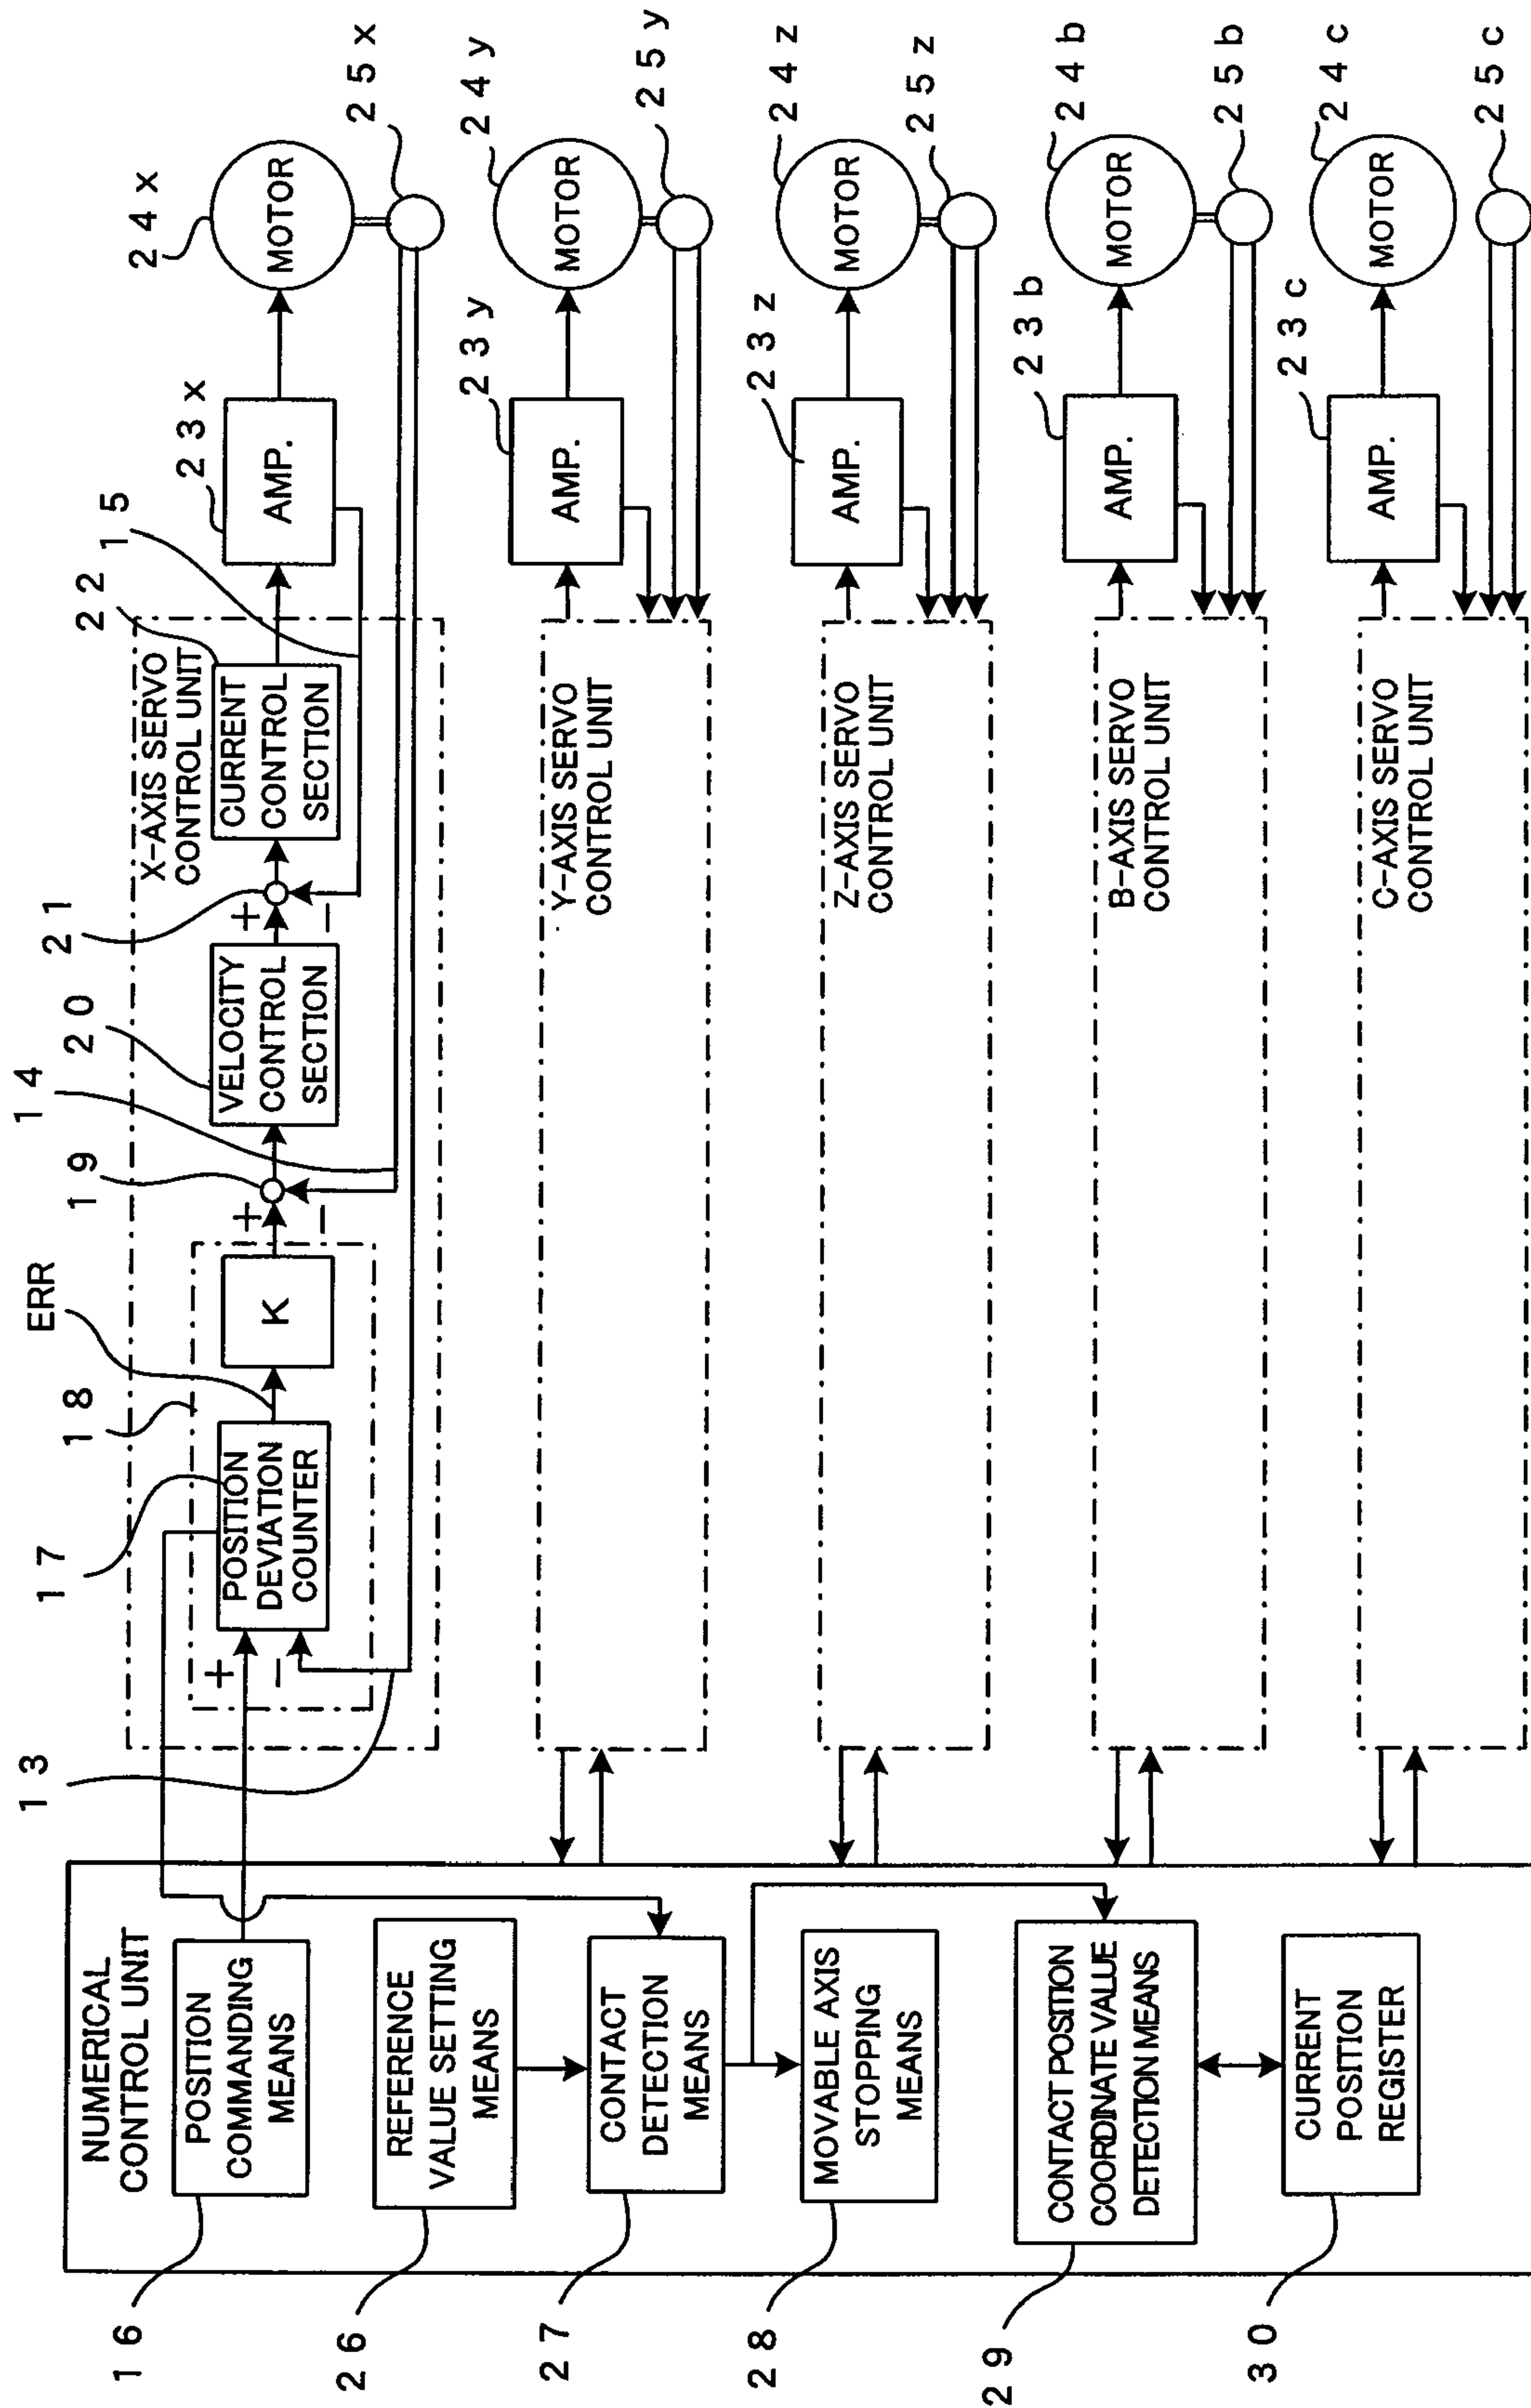 NUMERICAL
CONTROL UNIT
POSITION
COMMANDING
MEANS
16
REFERENCE
VALUE SETTING
MEANS
26
CONTACT
DETECTION
MEANS
27
MOVABLE AXIS
STOPPING
MEANS
28
CONTACT POSITION
COORDINATE VALUE
DETECTION MEANS
29
CURRENT
POSITION
REGISTER
30
13
17
18
ERR
19
14
20
21
22
15
X-AXIS SERVO
CONTROL UNIT
+
−
POSITION
DEVIATION
COUNTER
K
+
−
VELOCITY
CONTROL
SECTION
+
−
CURRENT
CONTROL
SECTION
23x
AMP.
24x
MOTOR
25x
Y-AXIS SERVO
CONTROL UNIT
23y
AMP.
24y
MOTOR
25y
Z-AXIS SERVO
CONTROL UNIT
23z
AMP.
24z
MOTOR
25z
B-AXIS SERVO
CONTROL UNIT
23b
AMP.
24b
MOTOR
25b
C-AXIS SERVO
CONTROL UNIT
23c
AMP.
24c
MOTOR
25c